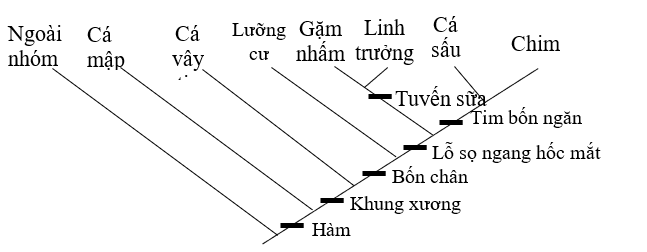 Ngoài nhóm
Cá mập
Cá vây
Lưỡng cư
Gặm nhấm
Linh trưởng
Cá sấu
Chim
Tuyến sữa
Tim bốn ngăn
Lỗ sọ ngang hốc mắt
Bốn chân
Khung xương
Hàm